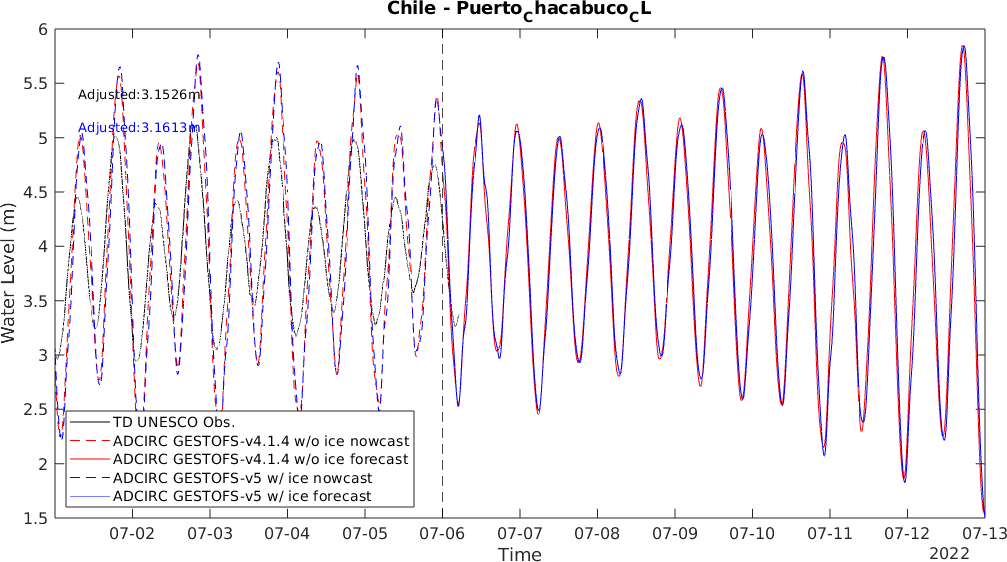 Chile - PuertoChacabucoCL
6
5.5
5
4.5
4
3.5
3
2.5
2
1.5
Water Level (m)
Adjusted:3.1526m
Adjusted:3.1613m
TD UNESCO Obs.
ADCIRC GESTOFS-v4.1.4 w/o ice nowcast
ADCIRC GESTOFS-v4.1.4 w/o ice forecast
ADCIRC GESTOFS-v5 w/ ice nowcast
ADCIRC GESTOFS-v5 w/ ice forecast
07-02 07-03 07-04 07-05 07-06 07-07 07-08 07-09 07-10 07-11 07-12 07-13
Time
2022